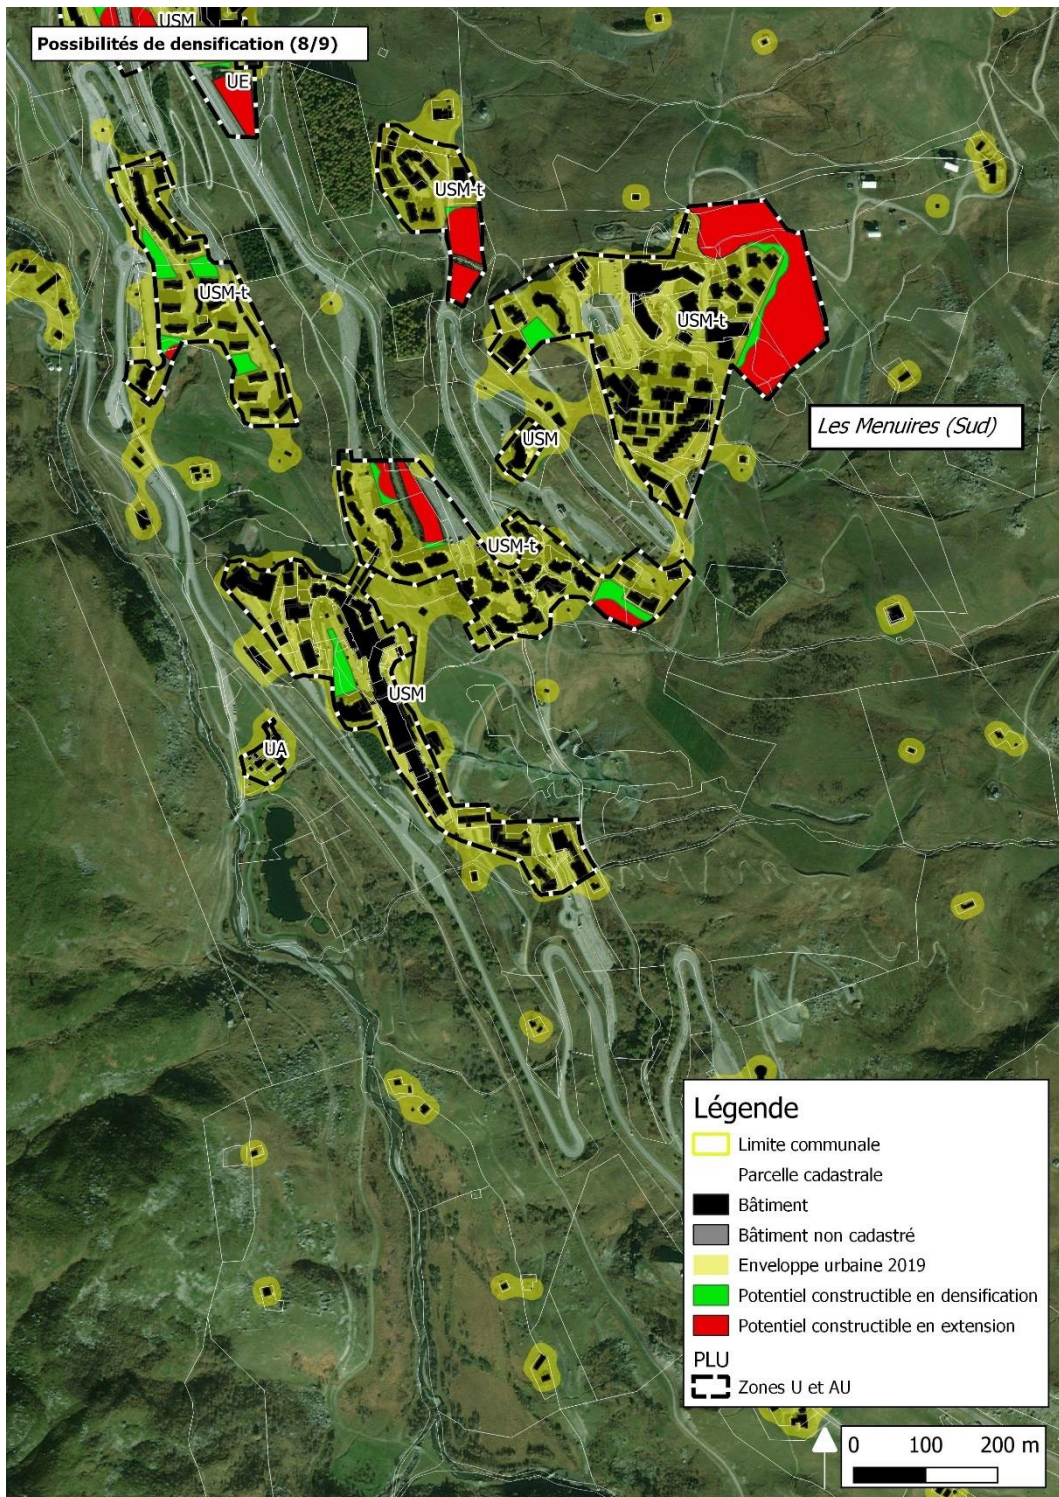 USM
Possibilités de densification (8/9)
UE
USM-t
USM-t
USM-t
Les Menuires (Sud)
USM
USM-t
USM
UA
Légende
Limite communale
Parcelle cadastrale
Bâtiment
Bâtiment non cadastré
Enveloppe urbaine 2019
Potentiel constructible en densification
Potentiel constructible en extension
PLU
Zones U et AU
0 100 200 m